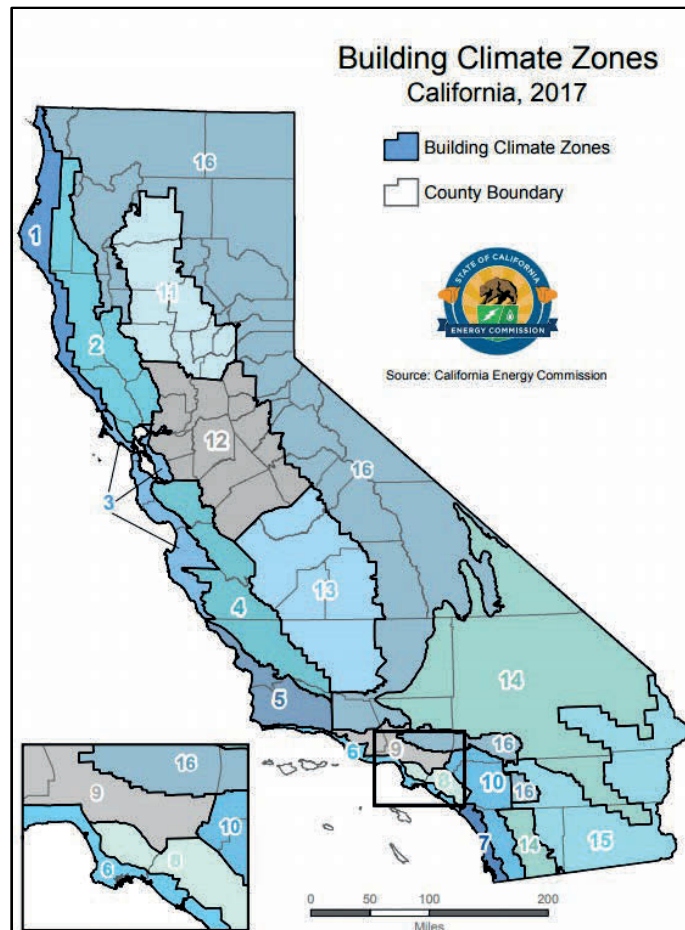 Building Climate Zones
California, 2017
Building Climate Zones
County Boundary
STATE OF CALIFORNIA
ENERGY COMMISSION
Source: California Energy Commission
16
1
11
2
12
16
3
13
4
14
5
6
9
16
8
10
16
7
14
15
16
9
10
8
6
0 50 100 200
Miles